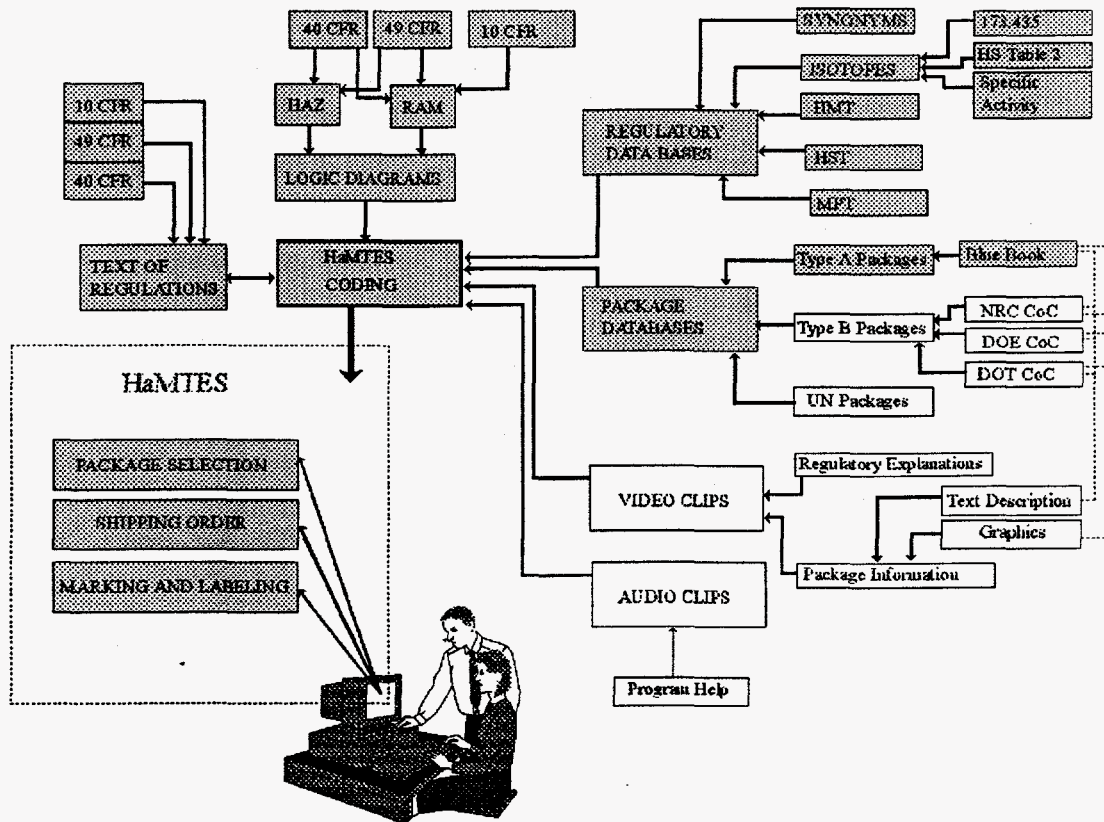 40 CFR
49 CFR
10 CFR
HAZ
RAM
LOGIC DIAGRAMS
10 CFR
49 CFR
40 CFR
TEXT OF
REGULATIONS
HaMTES
CODING
SYNONYMS
ISOTOPES
HMT
HST
MPT
173.435
HS Table 2
Specific
Activity
REGULATORY
DATA BASES
PACKAGE
DATABASES
Type A Packages
Blue Book
Type B Packages
NRC CoC
DOE CoC
DOT CoC
UN Packages
VIDEO CLIPS
Regulatory Explanations
Text Description
Graphics
Package Information
AUDIO CLIPS
Program Help
HaMTES
PACKAGE SELECTION
SHIPPING ORDER
MARKING AND LABELING